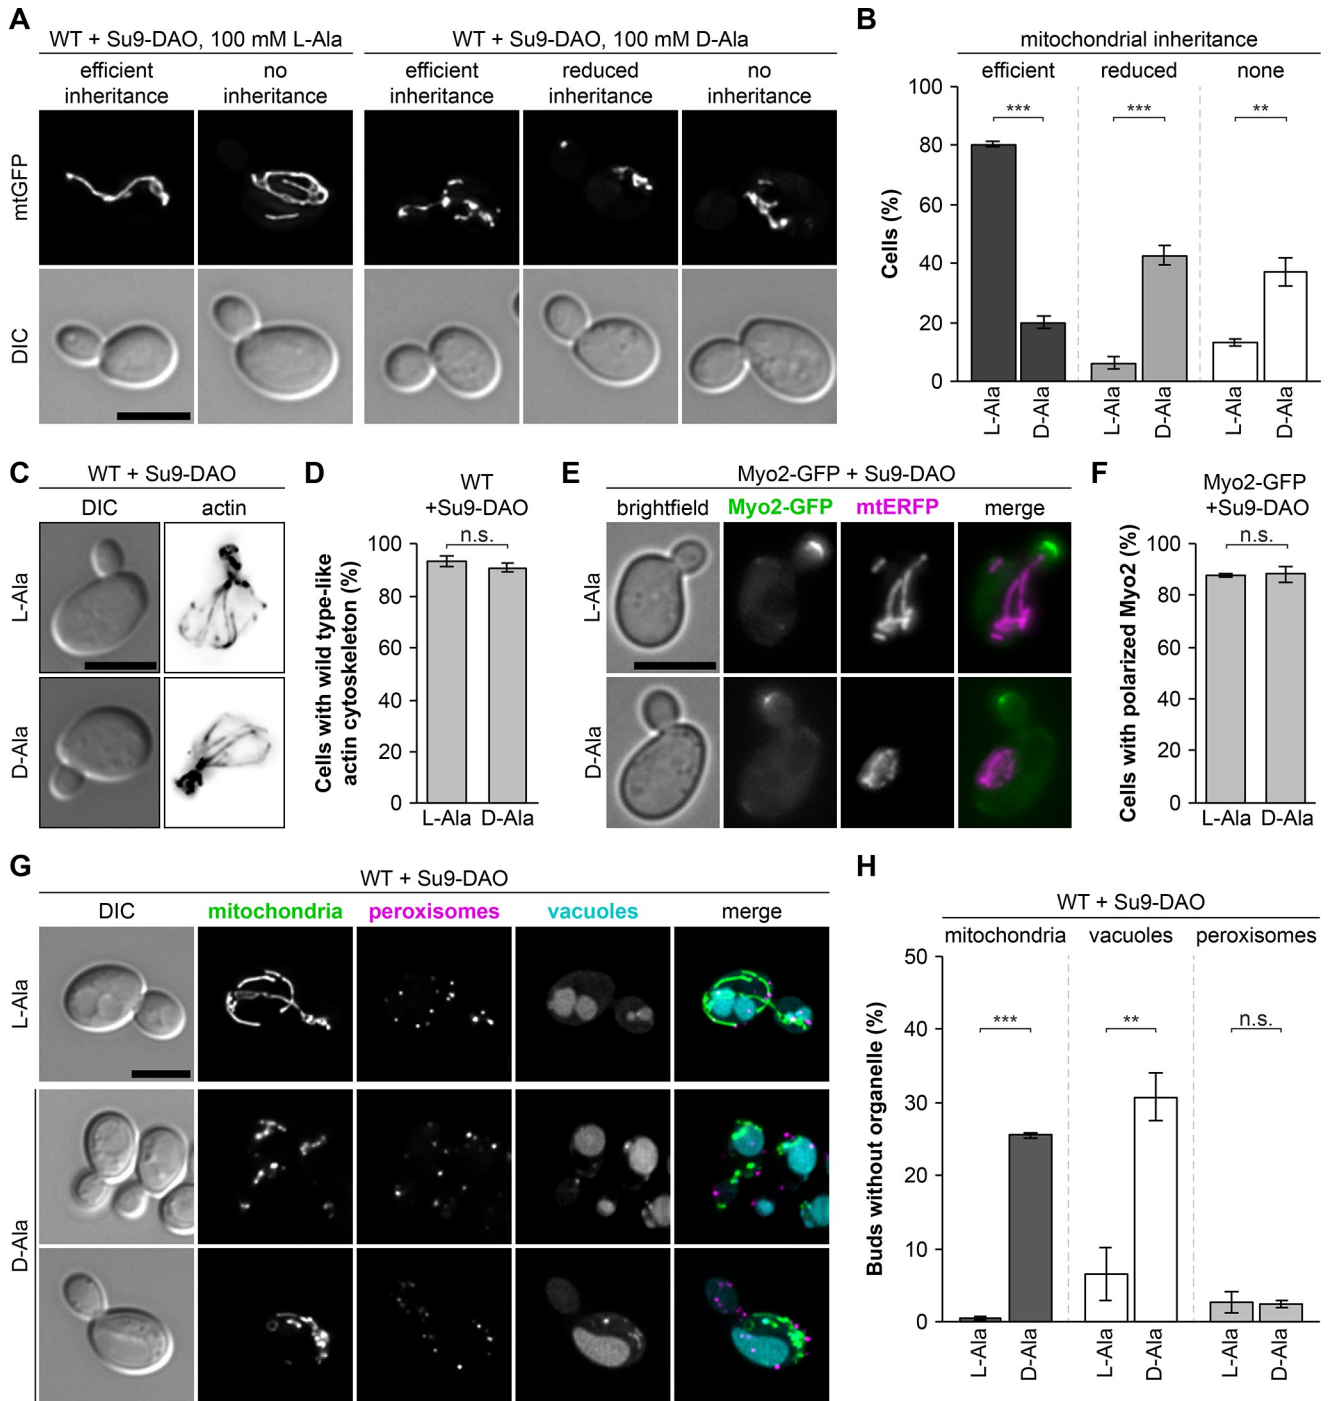 A
WT + Su9-DAO, 100 mM L-Ala
WT + Su9-DAO, 100 mM D-Ala
efficient inheritance
no inheritance
efficient inheritance
reduced inheritance
no inheritance
mtGFP
DIC
B
mitochondrial inheritance
efficient
reduced
none
Cells (%)
100
80
60
40
20
0
***
***
**
L-Ala
D-Ala
L-Ala
D-Ala
L-Ala
D-Ala
C
WT + Su9-DAO
DIC
actin
L-Ala
D-Ala
D
WT
+Su9-DAO
Cells with wild type-like
actin cytoskeleton (%)
100
80
60
40
20
0
n.s.
L-Ala
D-Ala
E
Myo2-GFP + Su9-DAO
brightfield
Myo2-GFP
mtERFP
merge
L-Ala
D-Ala
F
Myo2-GFP
+Su9-DAO
Cells with polarized Myo2 (%)
100
80
60
40
20
0
n.s.
L-Ala
D-Ala
G
WT + Su9-DAO
DIC
mitochondria
peroxisomes
vacuoles
merge
L-Ala
D-Ala
H
WT + Su9-DAO
mitochondria
vacuoles
peroxisomes
Buds without organelle (%)
50
40
30
20
10
0
***
**
n.s.
L-Ala
D-Ala
L-Ala
D-Ala
L-Ala
D-Ala